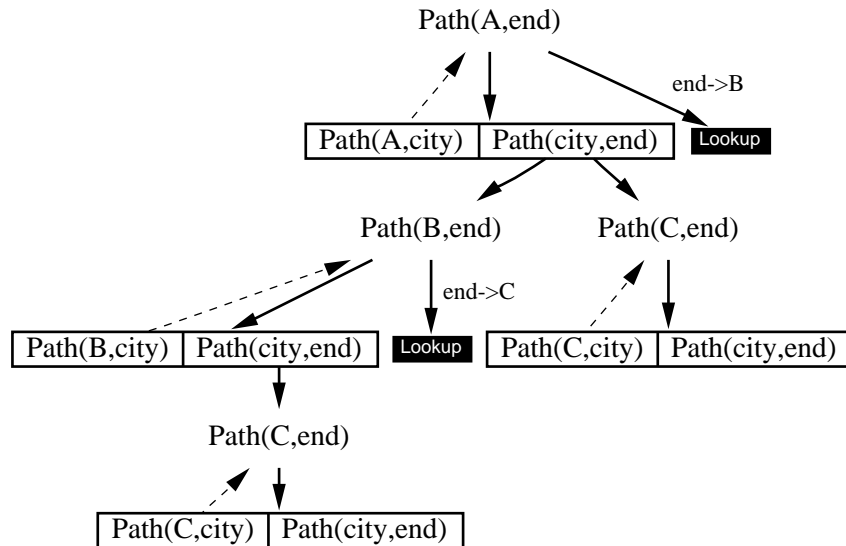 Path(A,end)
end->B
Path(A,city) Path(city,end) Lookup
Path(B,end) Path(C,end)
end->C
Path(B,city) Path(city,end) Lookup Path(C,city) Path(city,end)
Path(C,end)
Path(C,city) Path(city,end)